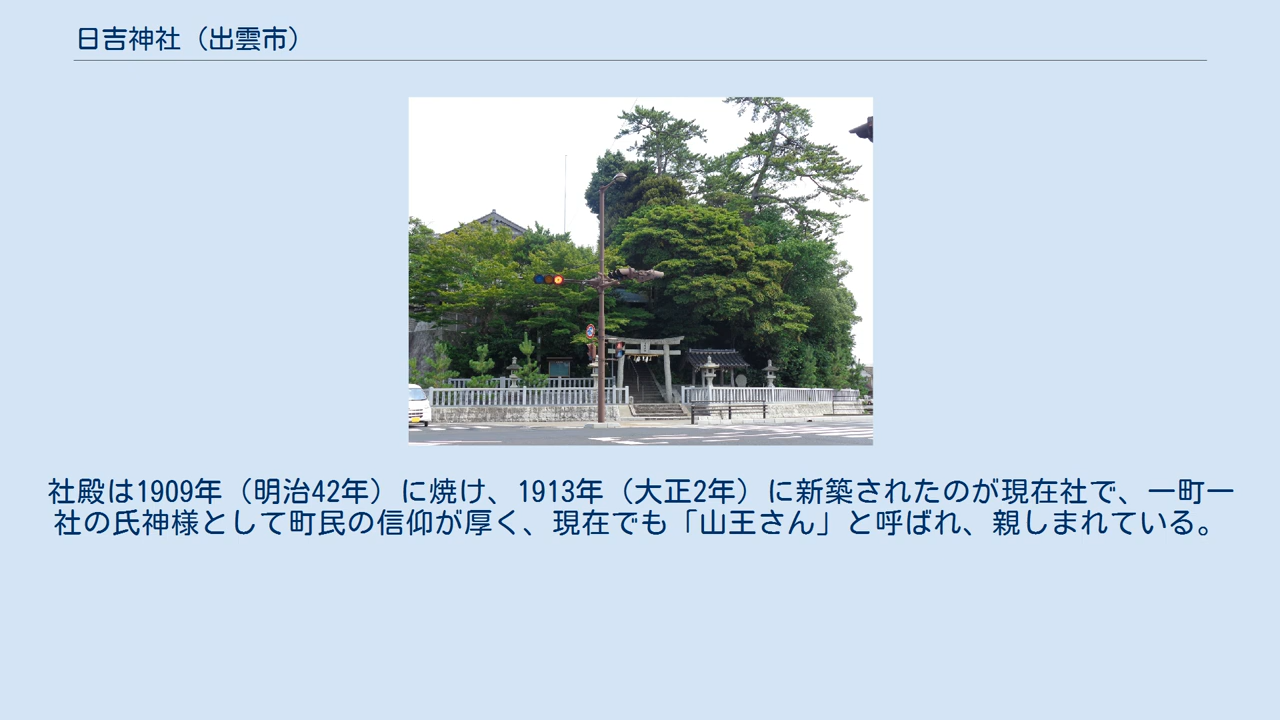 日吉神社（出雲市）
社殿は1909年（明治42年）に焼け、1913年（大正2年）に新築されたのが現在社で、一町一
社の氏神様として町民の信仰が厚く、現在でも「山王さん」と呼ばれ、親しまれている。